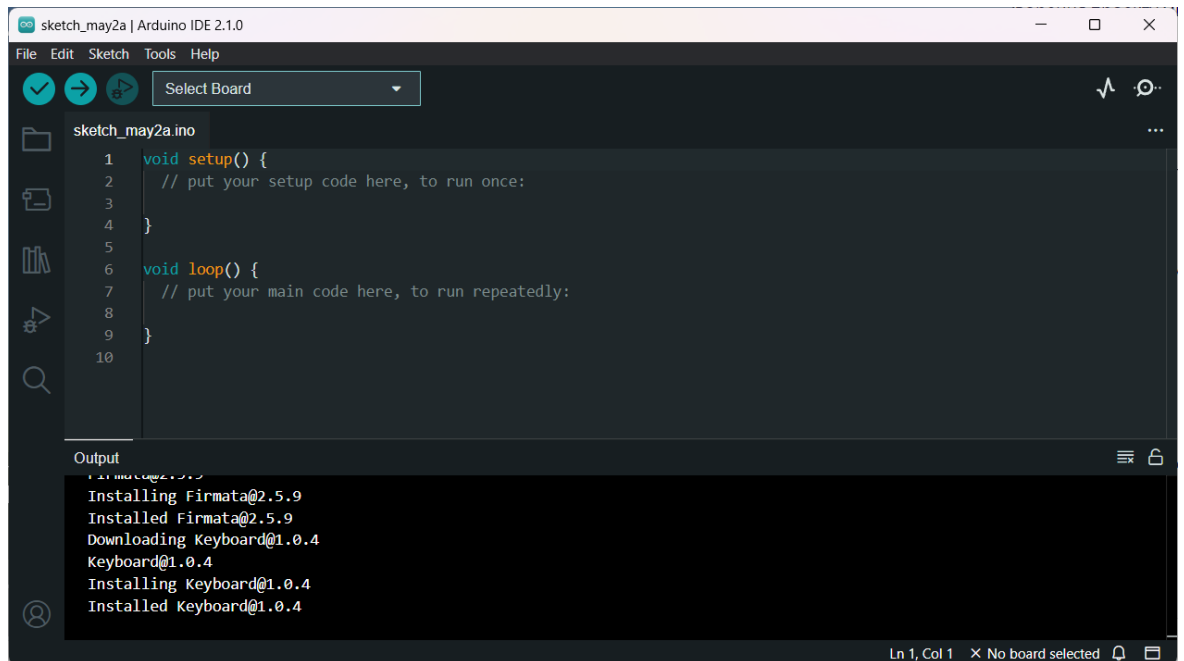 sketch_may2a | Arduino IDE 2.1.0
File Edit Sketch Tools Help
Select Board
sketch_may2a.ino
1 void setup() {
2 // put your setup code here, to run once:
3
4 }
5
6 void loop() {
7 // put your main code here, to run repeatedly:
8
9 }
10
Output
Firmata@2.5.9
Installing Firmata@2.5.9
Installed Firmata@2.5.9
Downloading Keyboard@1.0.4
Keyboard@1.0.4
Installing Keyboard@1.0.4
Installed Keyboard@1.0.4
Ln 1, Col 1 × No board selected